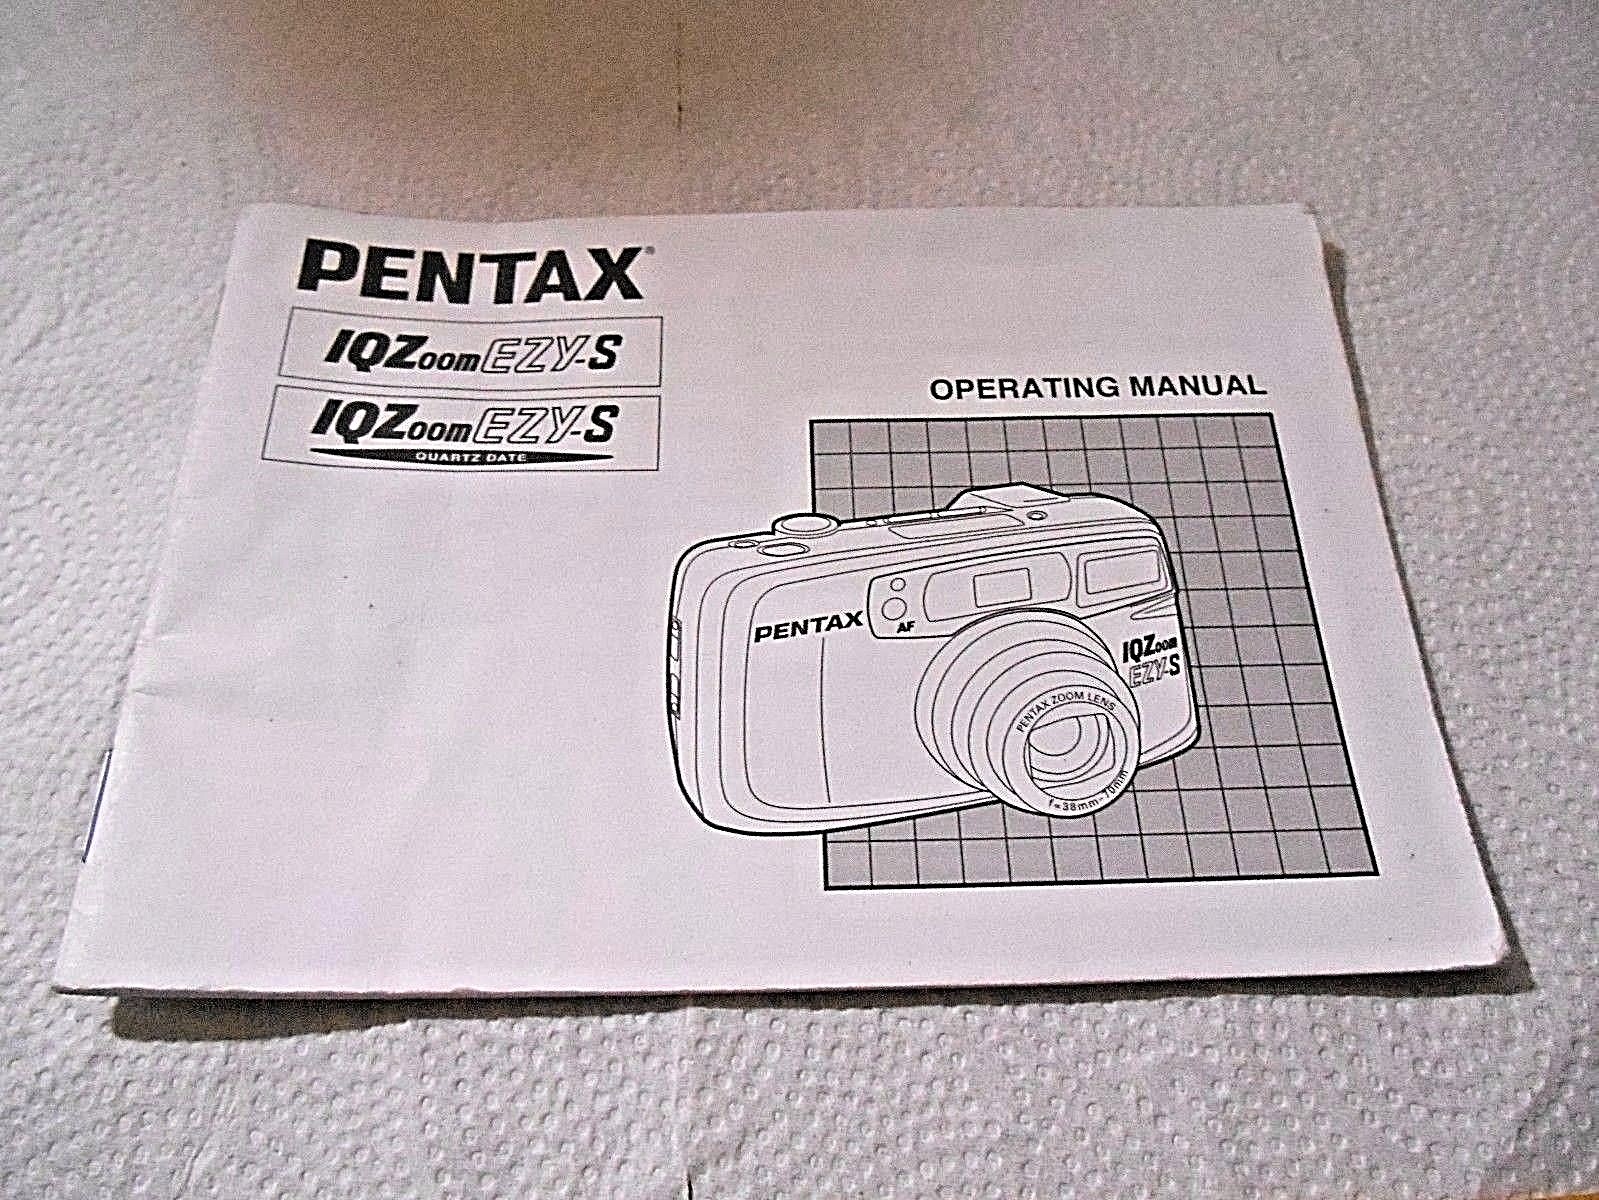 PENTAX®
IQZoom EZY-S
IQZoom EZY-S
QUARTZ DATE
OPERATING MANUAL
PENTAX
AF
IQZoom
EZY-S
PENTAX ZOOM LENS
f=38mm-70mm